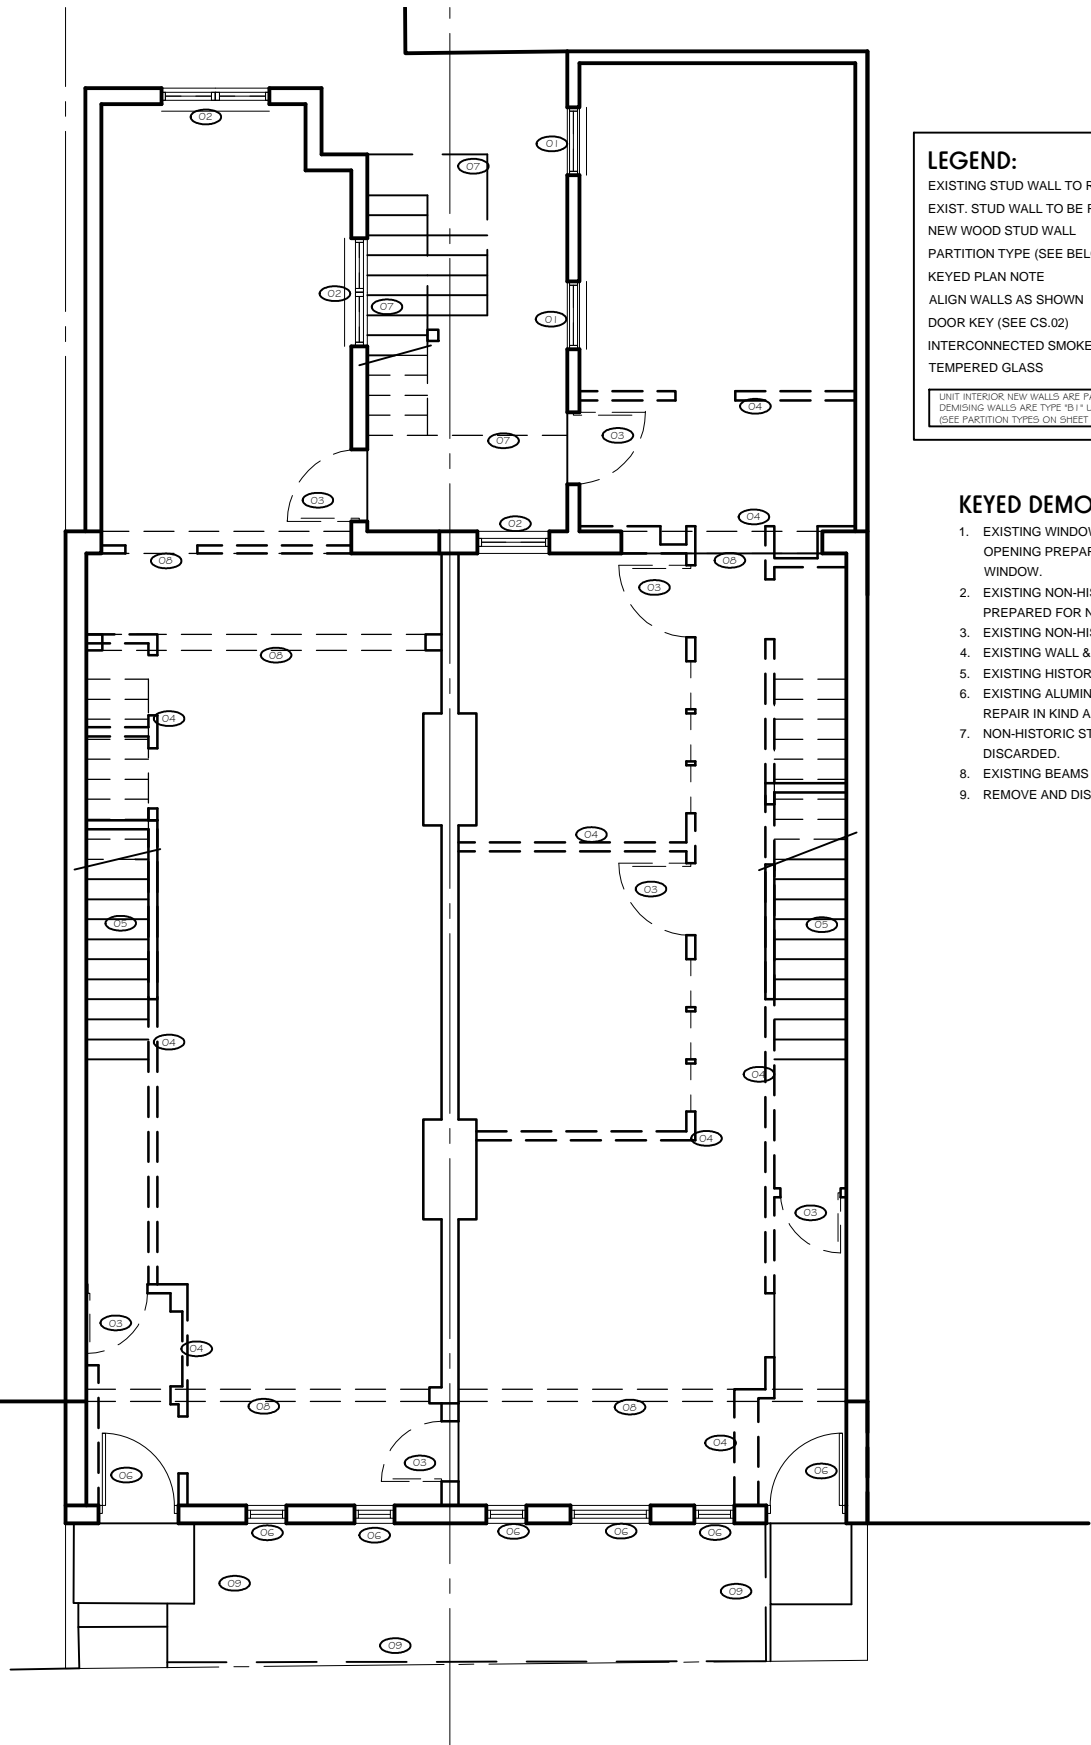 02
01
07
02
07
01
04
03
07
03
04
02
08
08
03
08
04
04
03
05
05
04
04
04
03
03
04
08
08
04
03
06
06
06
06
06
06
06
09
09
09
LEGEND:
EXISTING STUD WALL TO R
EXIST. STUD WALL TO BE
NEW WOOD STUD WALL
PARTITION TYPE (SEE BEL
KEYED PLAN NOTE
ALIGN WALLS AS SHOWN
DOOR KEY (SEE CS.02)
INTERCONNECTED SMOKE
TEMPERED GLASS
UNIT INTERIOR NEW WALLS ARE PA
DEMISING WALLS ARE TYPE "B1" U
(SEE PARTITION TYPES ON SHEET
KEYED DEMO
1. EXISTING WINDOW
OPENING PREPAR
WINDOW.
2. EXISTING NON-HIS
PREPARED FOR N
3. EXISTING NON-HIS
4. EXISTING WALL &
5. EXISTING HISTOR
6. EXISTING ALUMIN
REPAIR IN KIND A
7. NON-HISTORIC ST
DISCARDED.
8. EXISTING BEAMS
9. REMOVE AND DIS